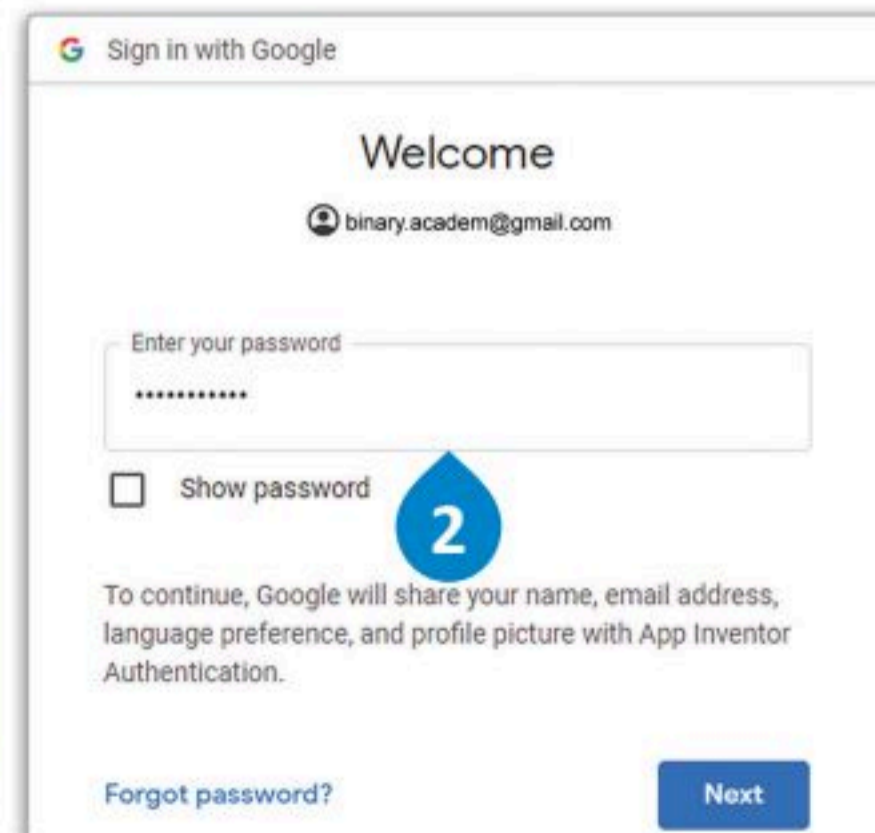 Sign in with Google
Welcome
binary.academ@gmail.com
Enter your password
•••••••••••
Show password
2
To continue, Google will share your name, email address,
language preference, and profile picture with App Inventor
Authentication.
Forgot password?
Next